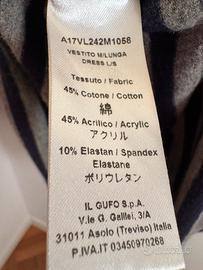 A17VL242M1058
VESTITO M/LUNGA
DRESS L/S
Tessuto / Fabric
45% Cotone / Cotton
綿
45% Acrilico / Acrylic
アクリル
10% Elastan / Spandex
Elastane
ポリウレタン
IL GUFO S.p.A.
V.le G. Galilei, 3/A
31011 Asolo (Treviso) Italia
P.IVA.IT 03450970268